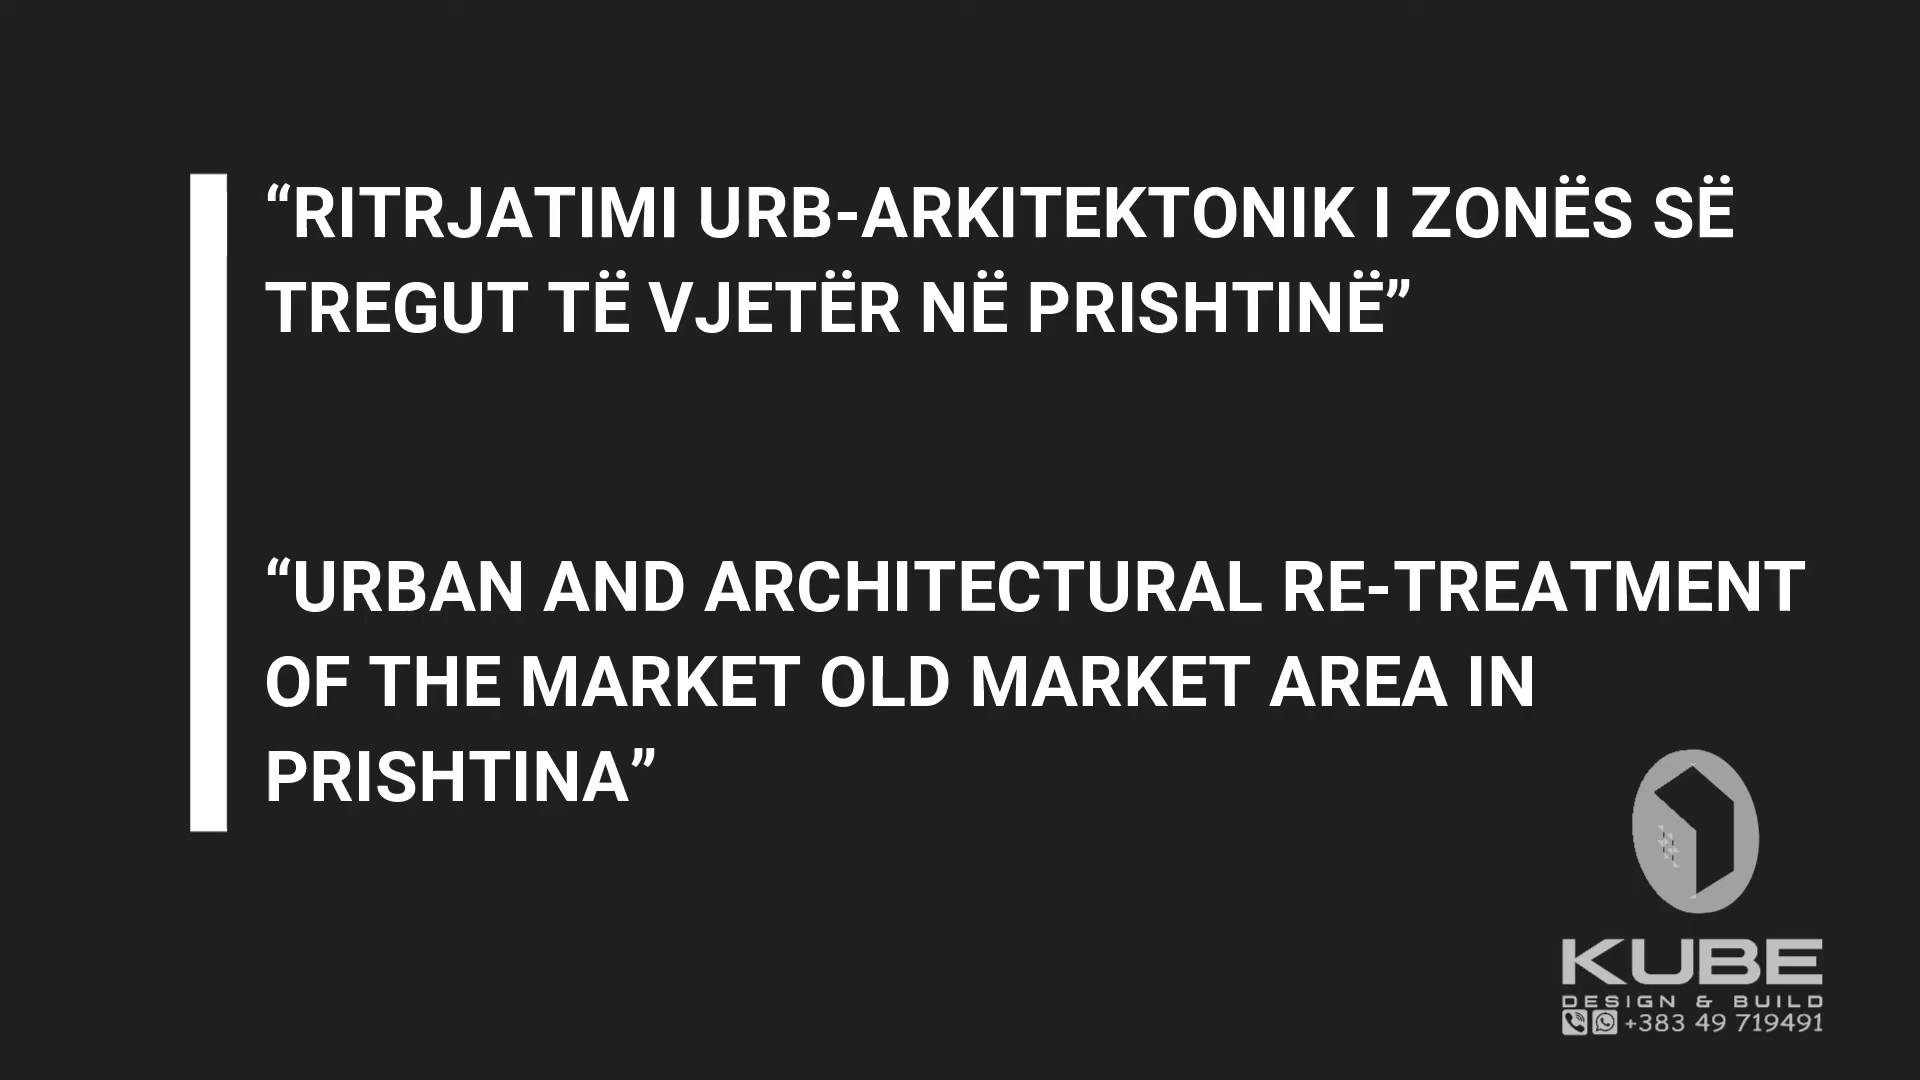 “RITRJATIMI URB-ARKITEKTONIK I ZONËS SË
TREGUT TË VJETËR NË PRISHTINË”
“URBAN AND ARCHITECTURAL RE-TREATMENT
OF THE MARKET OLD MARKET AREA IN
PRISHTINA”
KUBE
DESIGN & BUILD
+383 49 719491